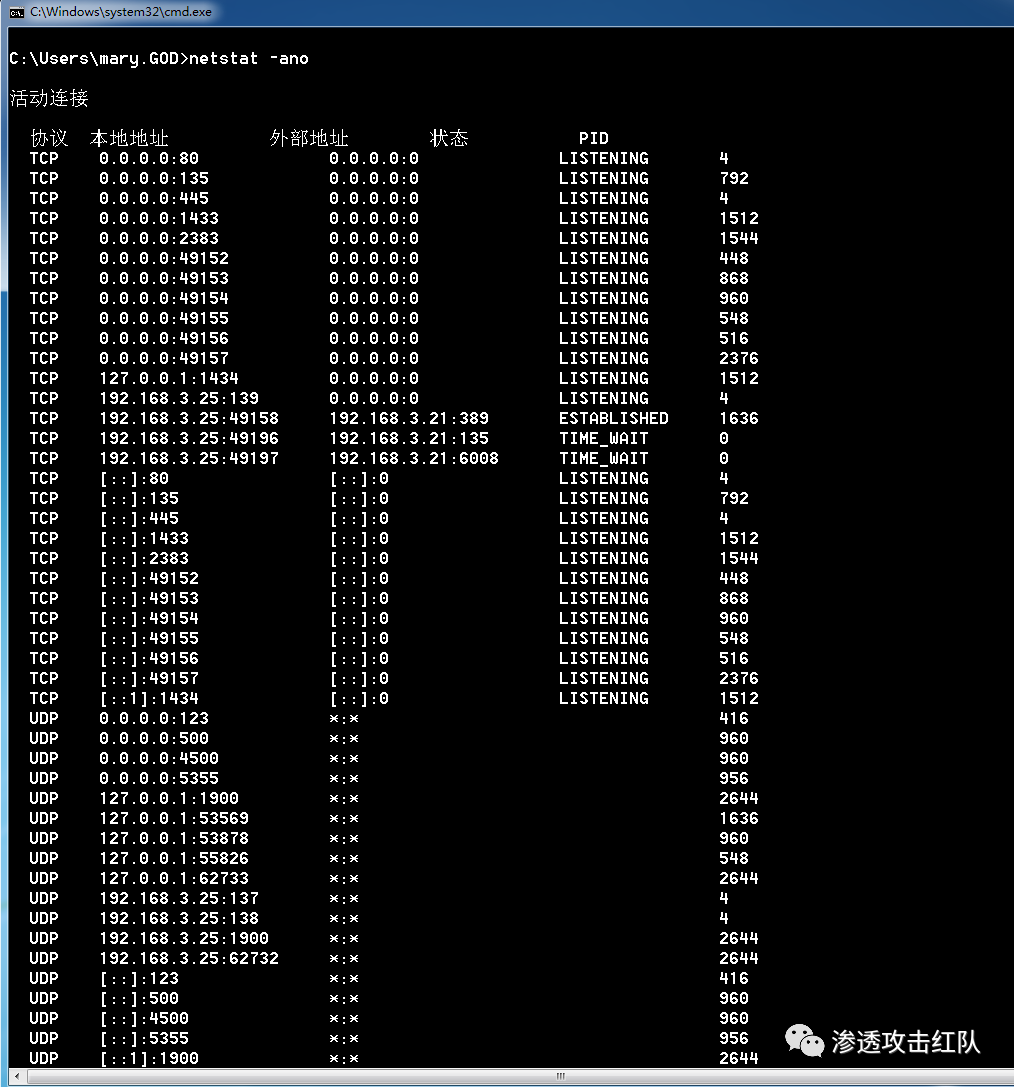 C:\Windows\system32\cmd.exe
C:\Users\mary.GOD>netstat -ano
活动连接
协议 本地地址 外部地址 状态 PID
TCP 0.0.0.0:80 0.0.0.0:0 LISTENING 4
TCP 0.0.0.0:135 0.0.0.0:0 LISTENING 792
TCP 0.0.0.0:445 0.0.0.0:0 LISTENING 4
TCP 0.0.0.0:1433 0.0.0.0:0 LISTENING 1512
TCP 0.0.0.0:2383 0.0.0.0:0 LISTENING 1544
TCP 0.0.0.0:49152 0.0.0.0:0 LISTENING 448
TCP 0.0.0.0:49153 0.0.0.0:0 LISTENING 868
TCP 0.0.0.0:49154 0.0.0.0:0 LISTENING 960
TCP 0.0.0.0:49155 0.0.0.0:0 LISTENING 548
TCP 0.0.0.0:49156 0.0.0.0:0 LISTENING 516
TCP 0.0.0.0:49157 0.0.0.0:0 LISTENING 2376
TCP 127.0.0.1:1434 0.0.0.0:0 LISTENING 1512
TCP 192.168.3.25:139 0.0.0.0:0 LISTENING 4
TCP 192.168.3.25:49158 192.168.3.21:389 ESTABLISHED 1636
TCP 192.168.3.25:49196 192.168.3.21:135 TIME_WAIT 0
TCP 192.168.3.25:49197 192.168.3.21:6008 TIME_WAIT 0
TCP [::]:80 [::]:0 LISTENING 4
TCP [::]:135 [::]:0 LISTENING 792
TCP [::]:445 [::]:0 LISTENING 4
TCP [::]:1433 [::]:0 LISTENING 1512
TCP [::]:2383 [::]:0 LISTENING 1544
TCP [::]:49152 [::]:0 LISTENING 448
TCP [::]:49153 [::]:0 LISTENING 868
TCP [::]:49154 [::]:0 LISTENING 960
TCP [::]:49155 [::]:0 LISTENING 548
TCP [::]:49156 [::]:0 LISTENING 516
TCP [::]:49157 [::]:0 LISTENING 2376
TCP [::1]:1434 [::]:0 LISTENING 1512
UDP 0.0.0.0:123 *:* 416
UDP 0.0.0.0:500 *:* 960
UDP 0.0.0.0:4500 *:* 960
UDP 0.0.0.0:5355 *:* 956
UDP 127.0.0.1:1900 *:* 2644
UDP 127.0.0.1:53569 *:* 1636
UDP 127.0.0.1:53878 *:* 960
UDP 127.0.0.1:55826 *:* 548
UDP 127.0.0.1:62733 *:* 2644
UDP 192.168.3.25:137 *:* 4
UDP 192.168.3.25:138 *:* 4
UDP 192.168.3.25:1900 *:* 2644
UDP 192.168.3.25:62732 *:* 2644
UDP [::]:123 *:* 416
UDP [::]:500 *:* 960
UDP [::]:4500 *:* 960
UDP [::]:5355 *:* 956
UDP [::1]:1900 *:* 2644
渗透攻击红队